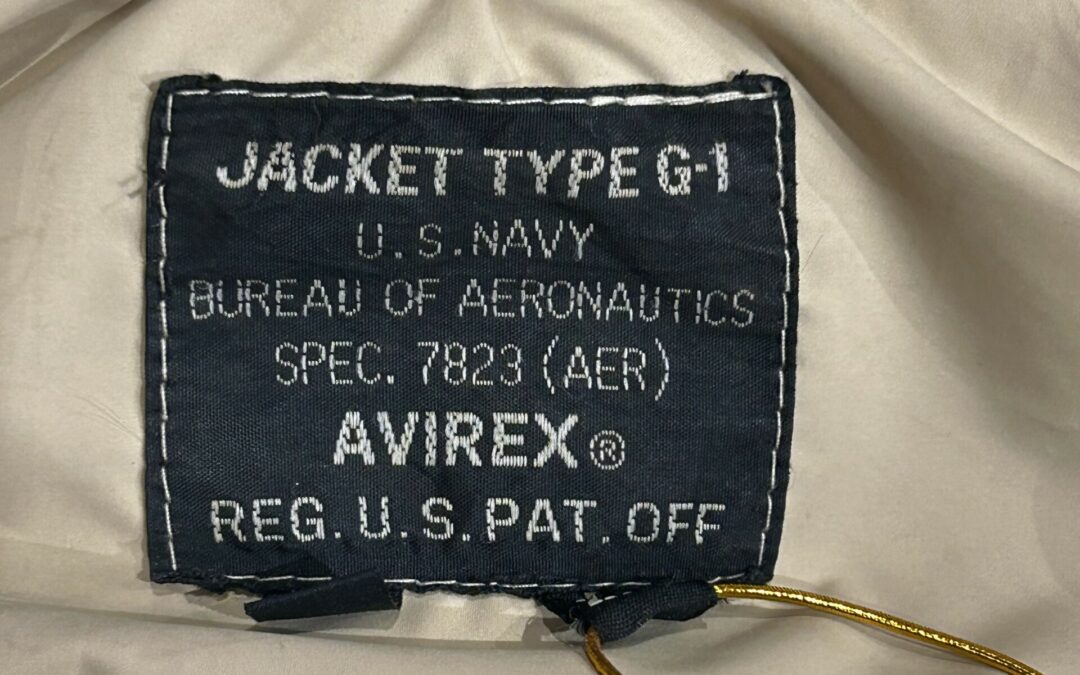 JACKET TYPE G-1
U.S.NAVY
BUREAU OF AERONAUTICS
SPEC. 7823 (AER)
AVIREX®
REG.U.S.PAT.OFF